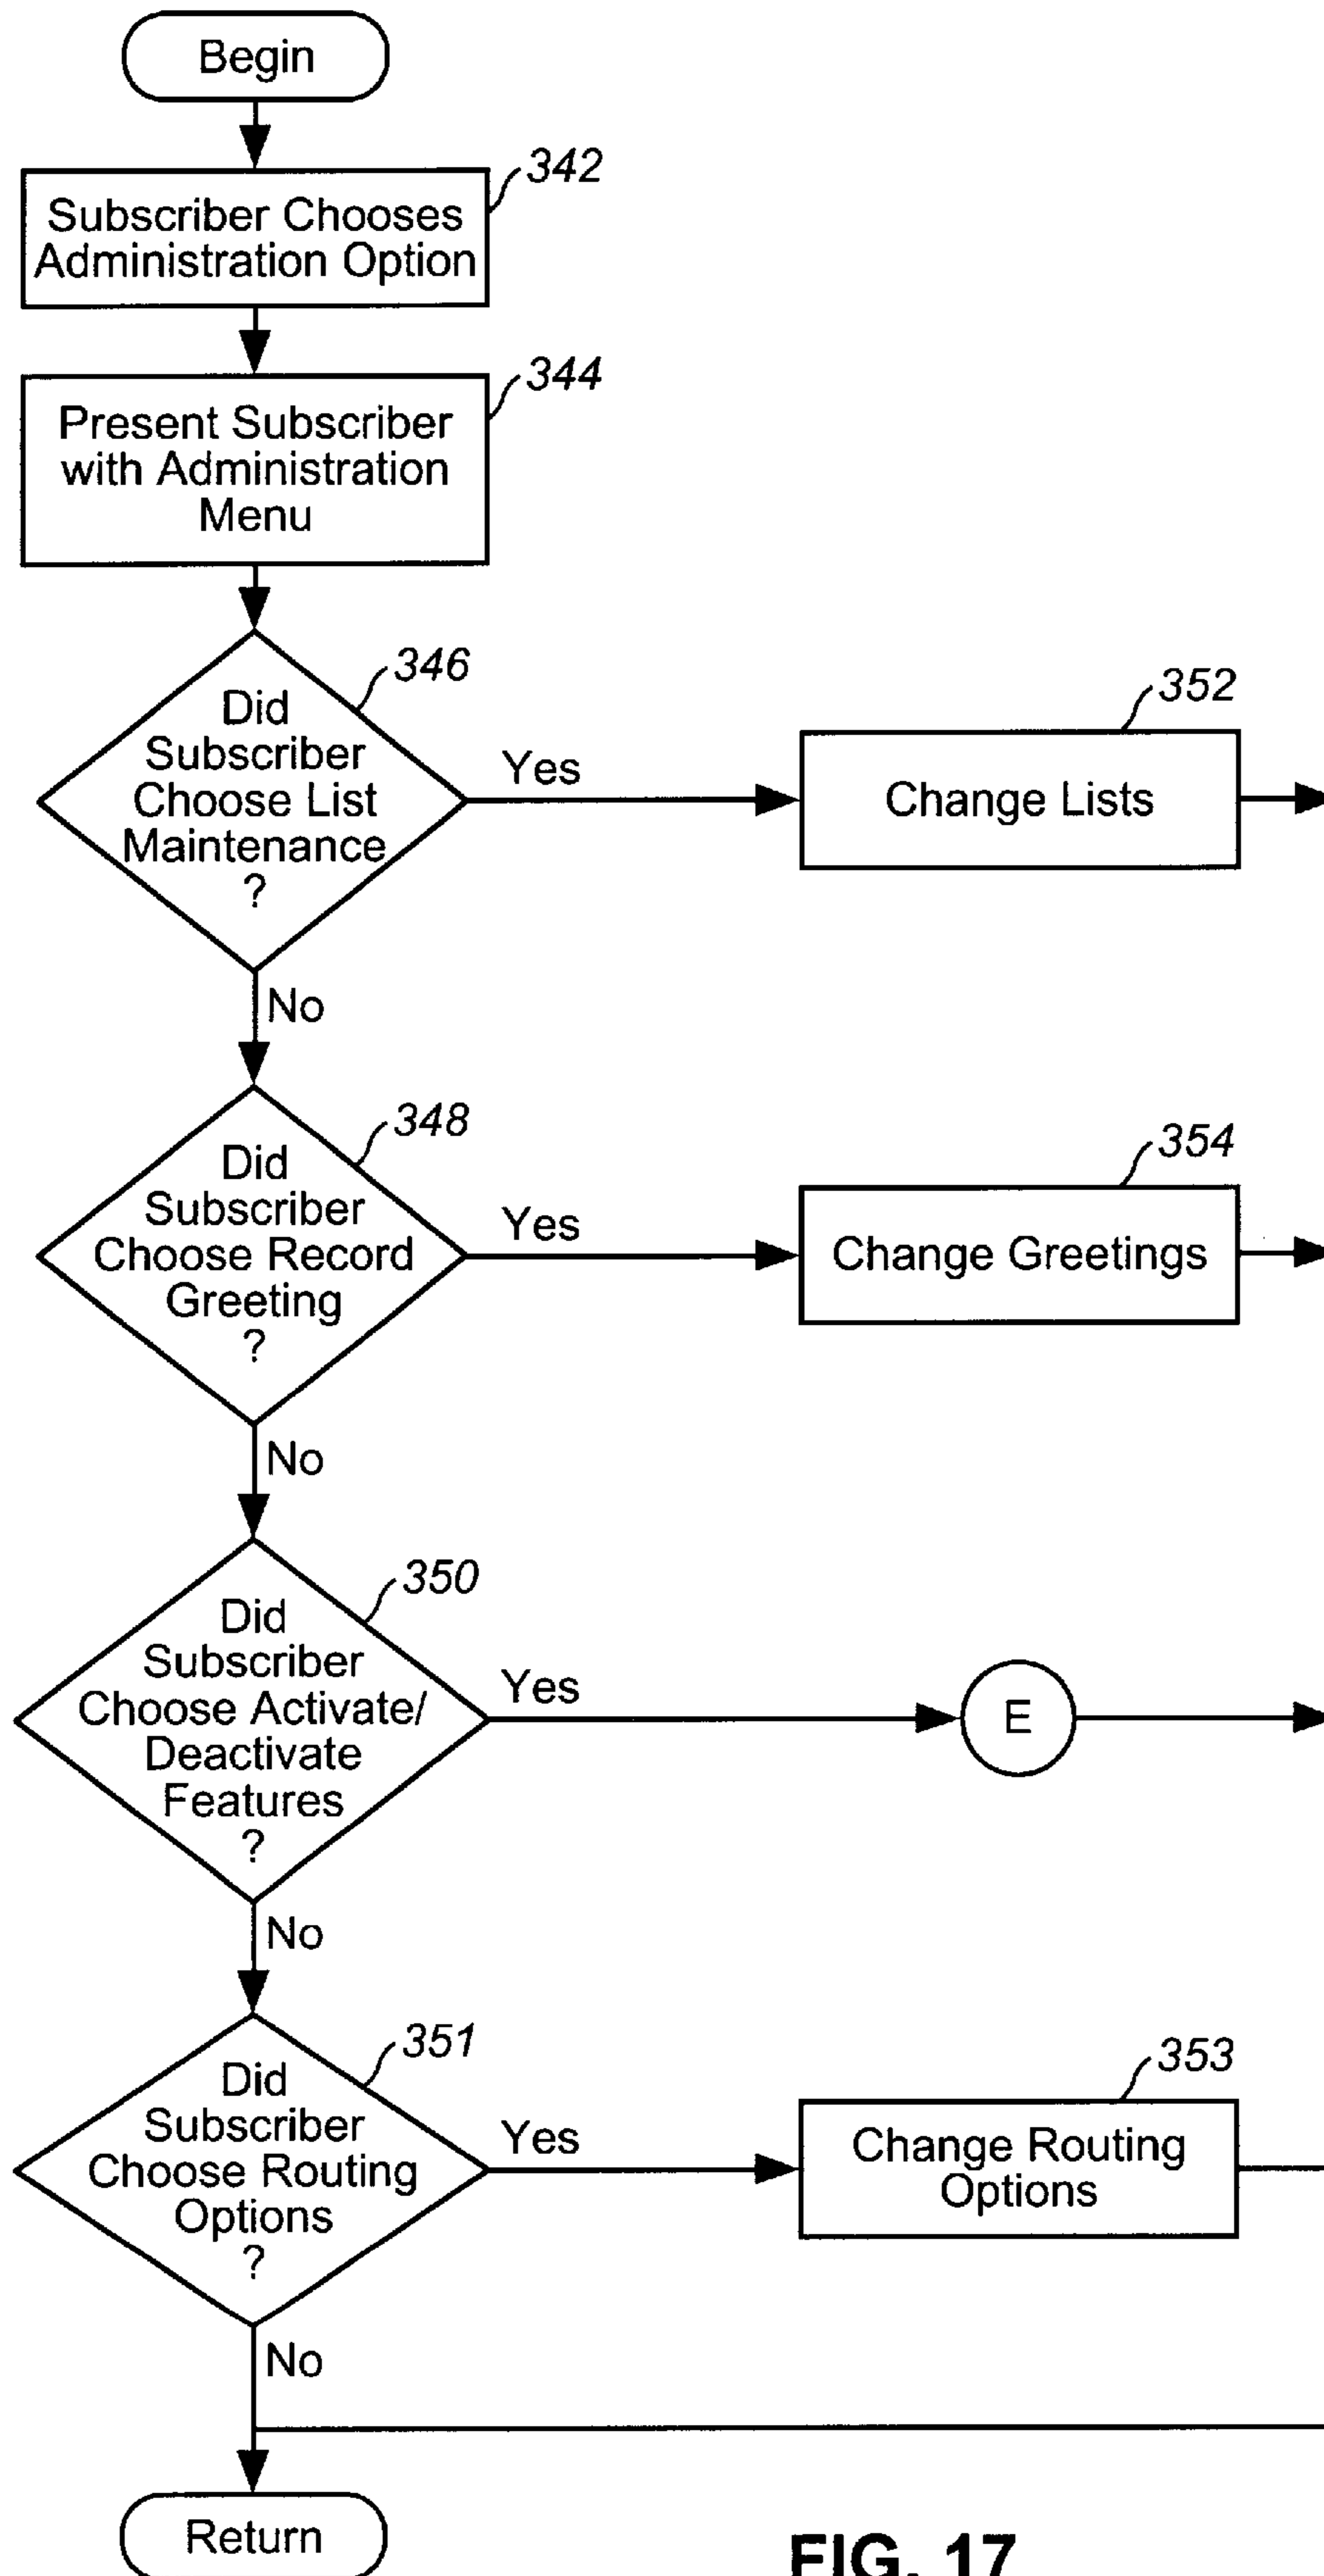 Begin
342
Subscriber Chooses
Administration Option
344
Present Subscriber
with Administration
Menu
346
Did
Subscriber
Choose List
Maintenance
?
Yes
352
Change Lists
No
348
Did
Subscriber
Choose Record
Greeting
?
Yes
354
Change Greetings
No
350
Did
Subscriber
Choose Activate/
Deactivate
Features
?
Yes
E
No
351
Did
Subscriber
Choose Routing
Options
?
Yes
353
Change Routing
Options
No
Return
FIG. 17